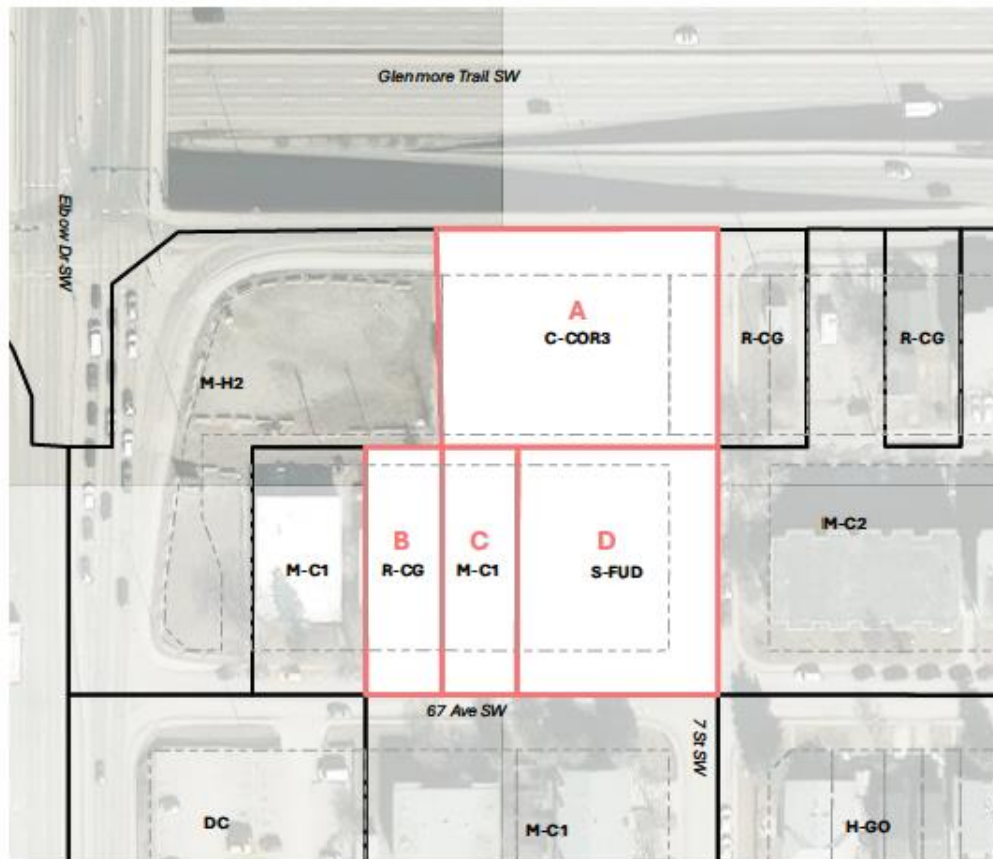 Glenmore Trail SW
Elbow Dr SW
A
C-COR3
R-CG
R-CG
M-H2
M-C1
B
R-CG
C
M-C1
D
S-FUD
M-C2
67 Ave SW
7 St SW
DC
M-C1
H-GO